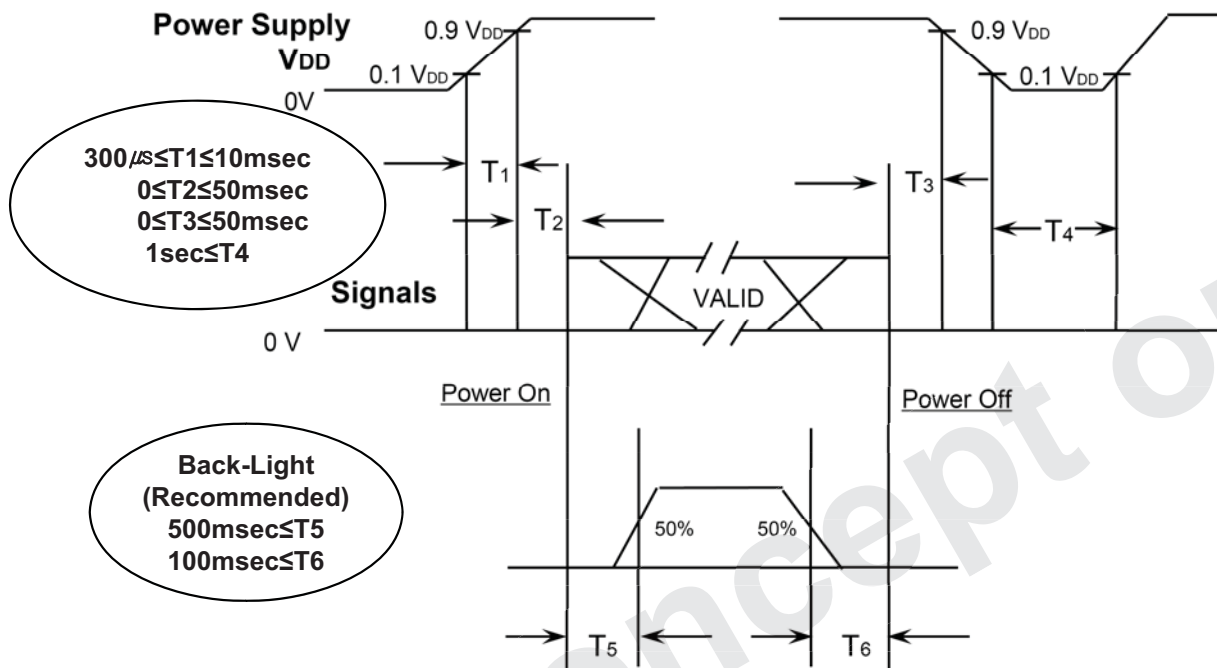 Power Supply
VDD
0.9 VDD
0.9 VDD
0.1 VDD
0.1 VDD
0V
300㎲≤T1≤10msec
0≤T2≤50msec
0≤T3≤50msec
1sec≤T4
T1
T2
T3
T4
Signals
VALID
0 V
Power On
Power Off
Back-Light
(Recommended)
500msec≤T5
100msec≤T6
50%
50%
T5
T6